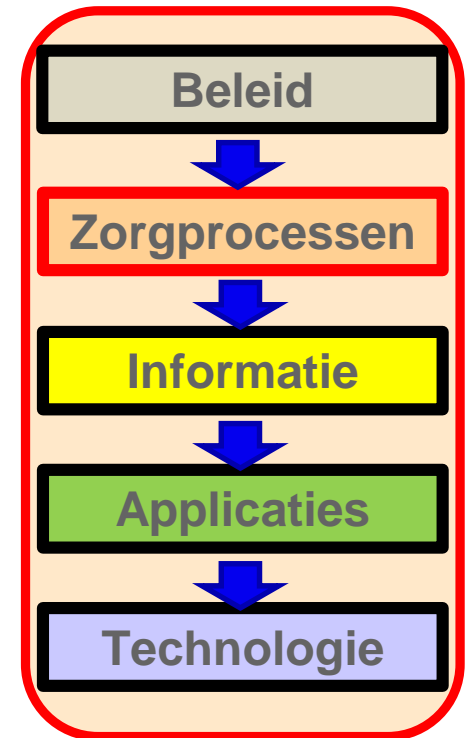 Beleid
Zorgprocessen
Informatie
Applicaties
Technologie